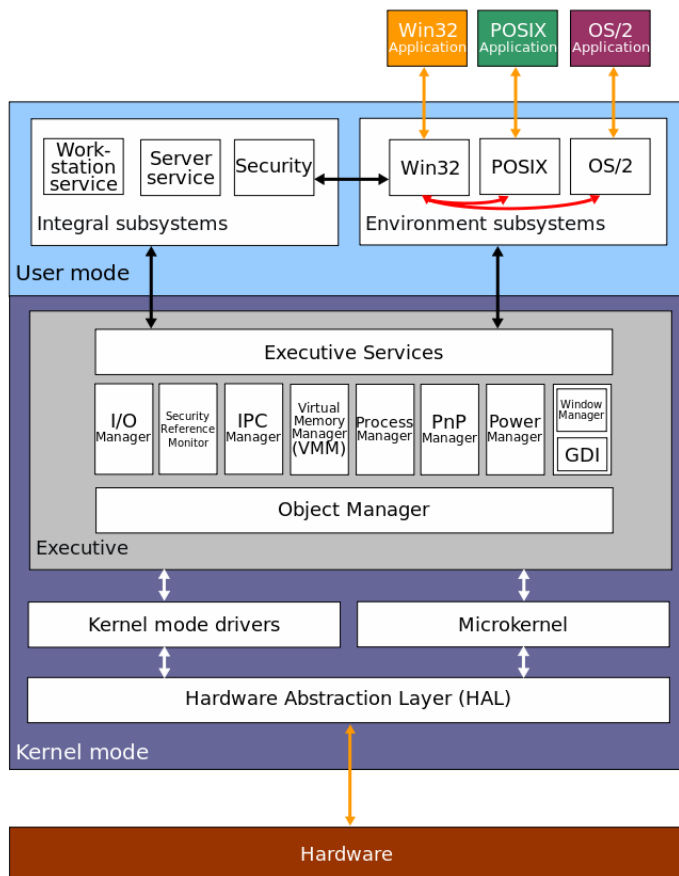 Win32
Application
POSIX
Application
OS/2
Application
Work-
station
service
Server
service
Security
Integral subsystems
Win32
POSIX
OS/2
Environment subsystems
User mode
Executive Services
I/O
Manager
Security
Reference
Monitor
IPC
Manager
Virtual
Memory
Manager
(VMM)
Process
Manager
PnP
Manager
Power
Manager
Window
Manager
GDI
Object Manager
Executive
Kernel mode drivers
Microkernel
Hardware Abstraction Layer (HAL)
Kernel mode
Hardware